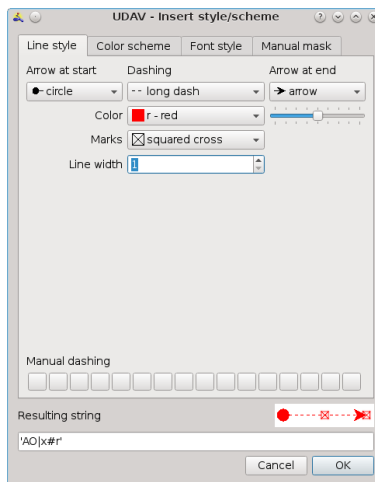 UDAV - Insert style/scheme
Line style Color scheme Font style Manual mask
Arrow at start Dashing Arrow at end
circle -- long dash arrow
Color r - red
Marks squared cross
Line width 1
Manual dashing
Resulting string
'AO|x#r'
Cancel OK